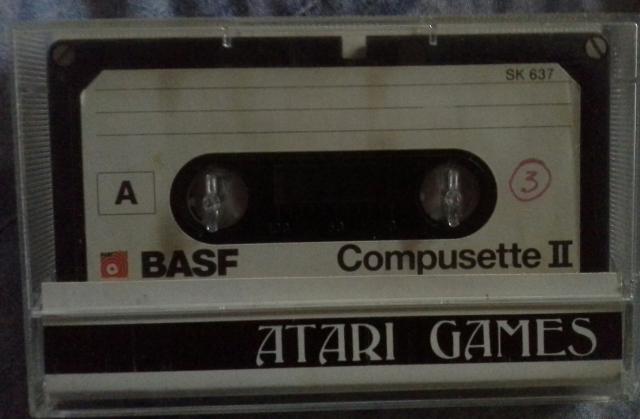 SK 637
A
3
BASF
Compusette II
ATARI GAMES